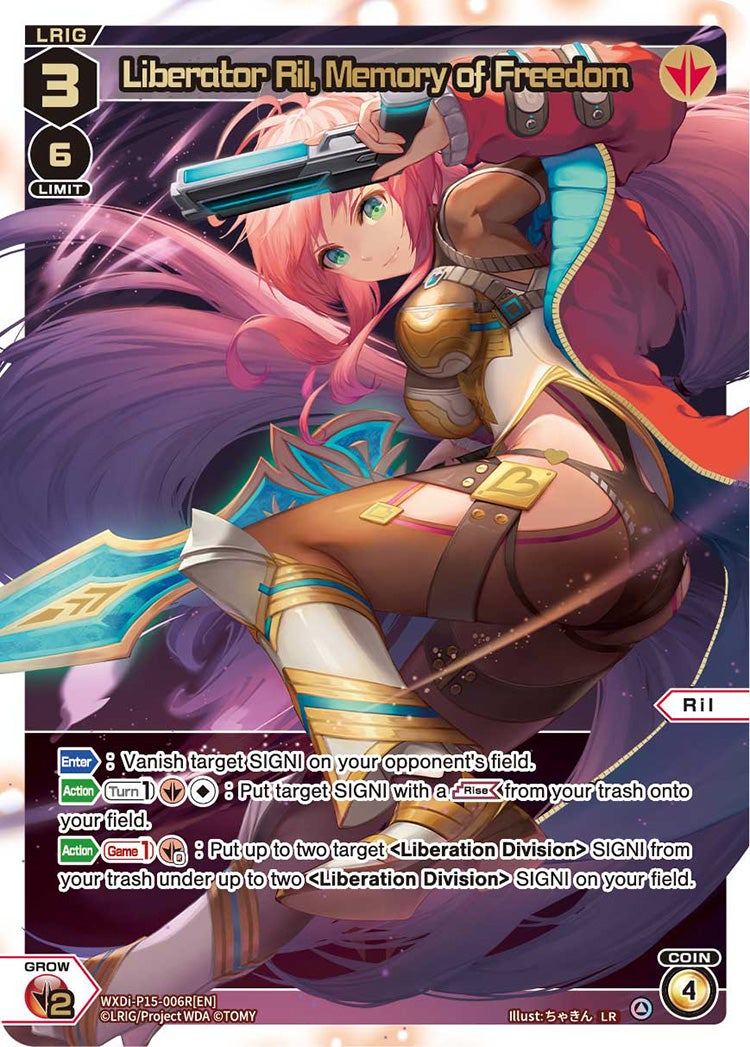 LRIG
3
Liberator Ril, Memory of Freedom
6
LIMIT
Ril
Enter : Vanish target SIGNI on your opponent's field.
Action Turn 1 : Put target SIGNI with a Rise from your trash onto
your field.
Action Game 1 0 : Put up to two target <Liberation Division> SIGNI from
your trash under up to two <Liberation Division> SIGNI on your field.
GROW
2
COIN
4
WXDi-P15-006R[EN]
©LRIG/Project WDA ©TOMY
Illust:ちゃきん LR